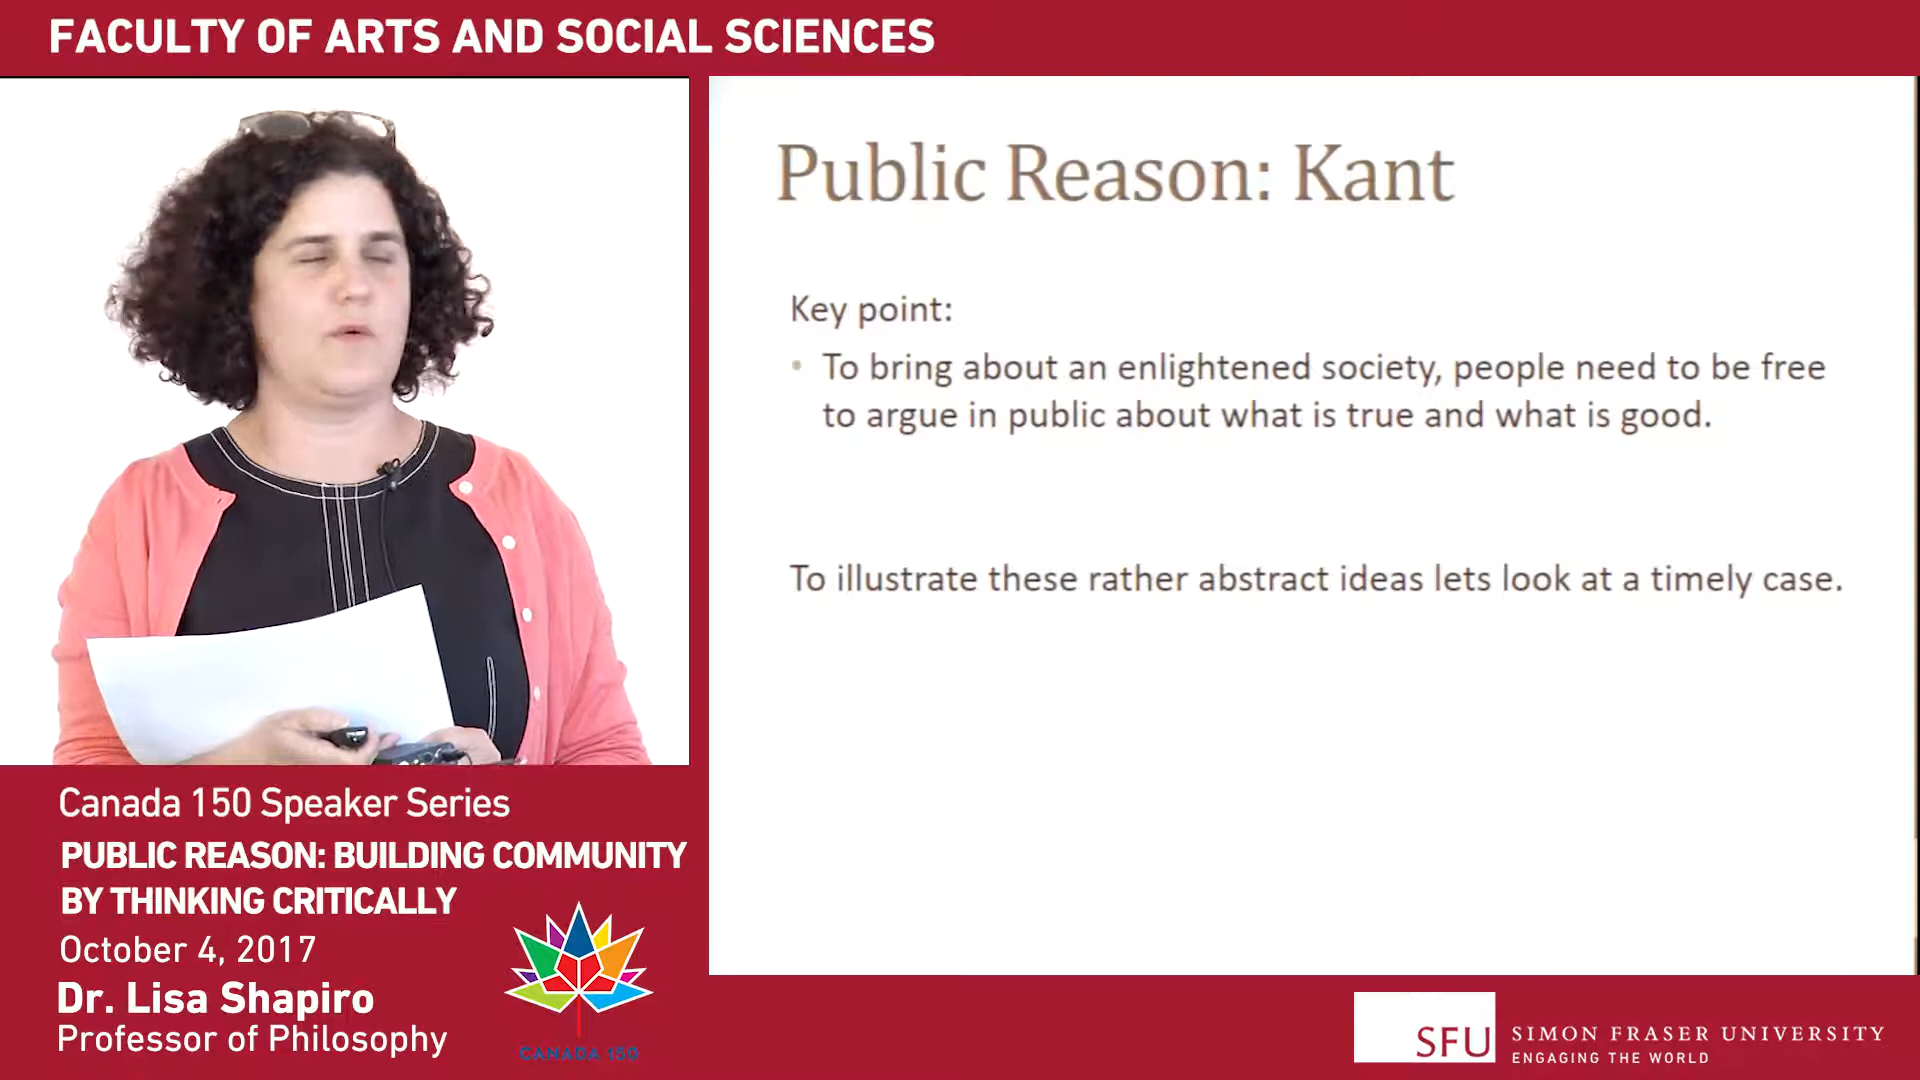 FACULTY OF ARTS AND SOCIAL SCIENCES
Public Reason: Kant
Key point:
• To bring about an enlightened society, people need to be free
to argue in public about what is true and what is good.
To illustrate these rather abstract ideas lets look at a timely case.
Canada 150 Speaker Series
PUBLIC REASON: BUILDING COMMUNITY
BY THINKING CRITICALLY
October 4, 2017
Dr. Lisa Shapiro
Professor of Philosophy
CANADA 150
SFU
SIMON FRASER UNIVERSITY
ENGAGING THE WORLD